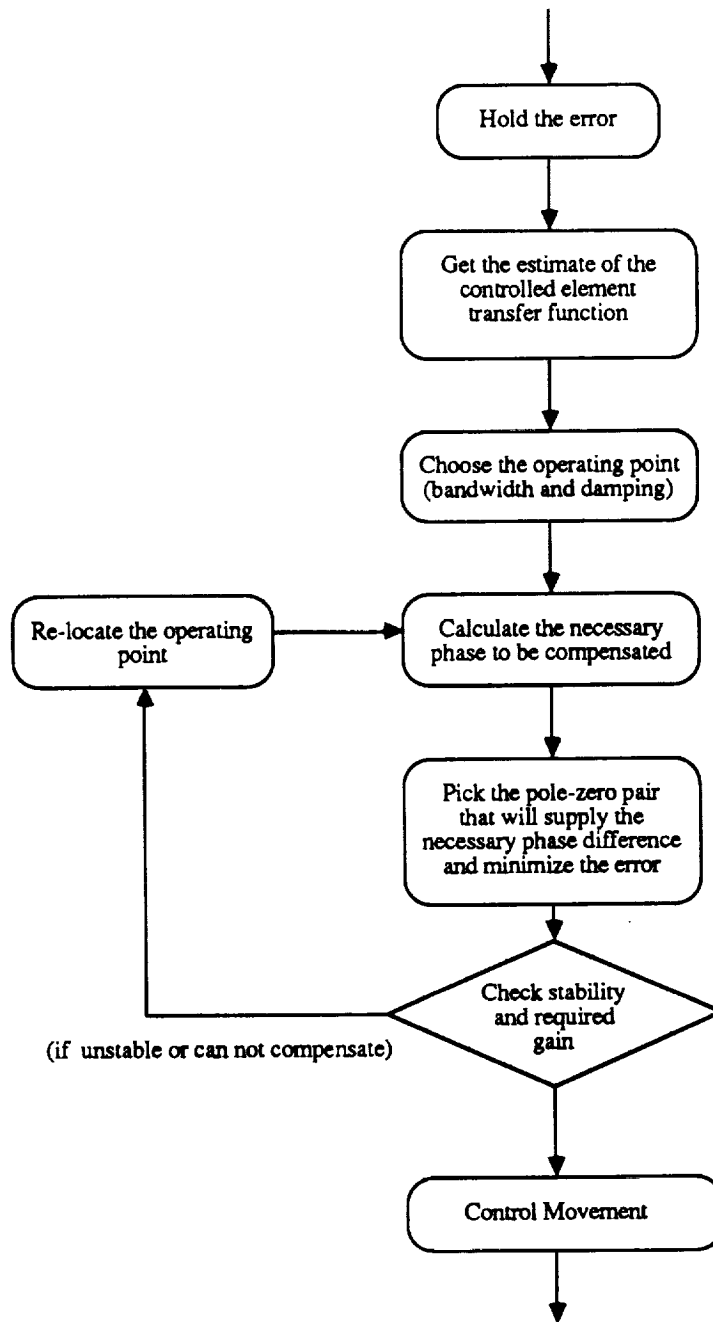 Hold the error
Get the estimate of the
controlled element
transfer function
Choose the operating point
(bandwidth and damping)
Re-locate the operating
point
Calculate the necessary
phase to be compensated
Pick the pole-zero pair
that will supply the
necessary phase difference
and minimize the error
Check stability
and required
gain
(if unstable or can not compensate)
Control Movement